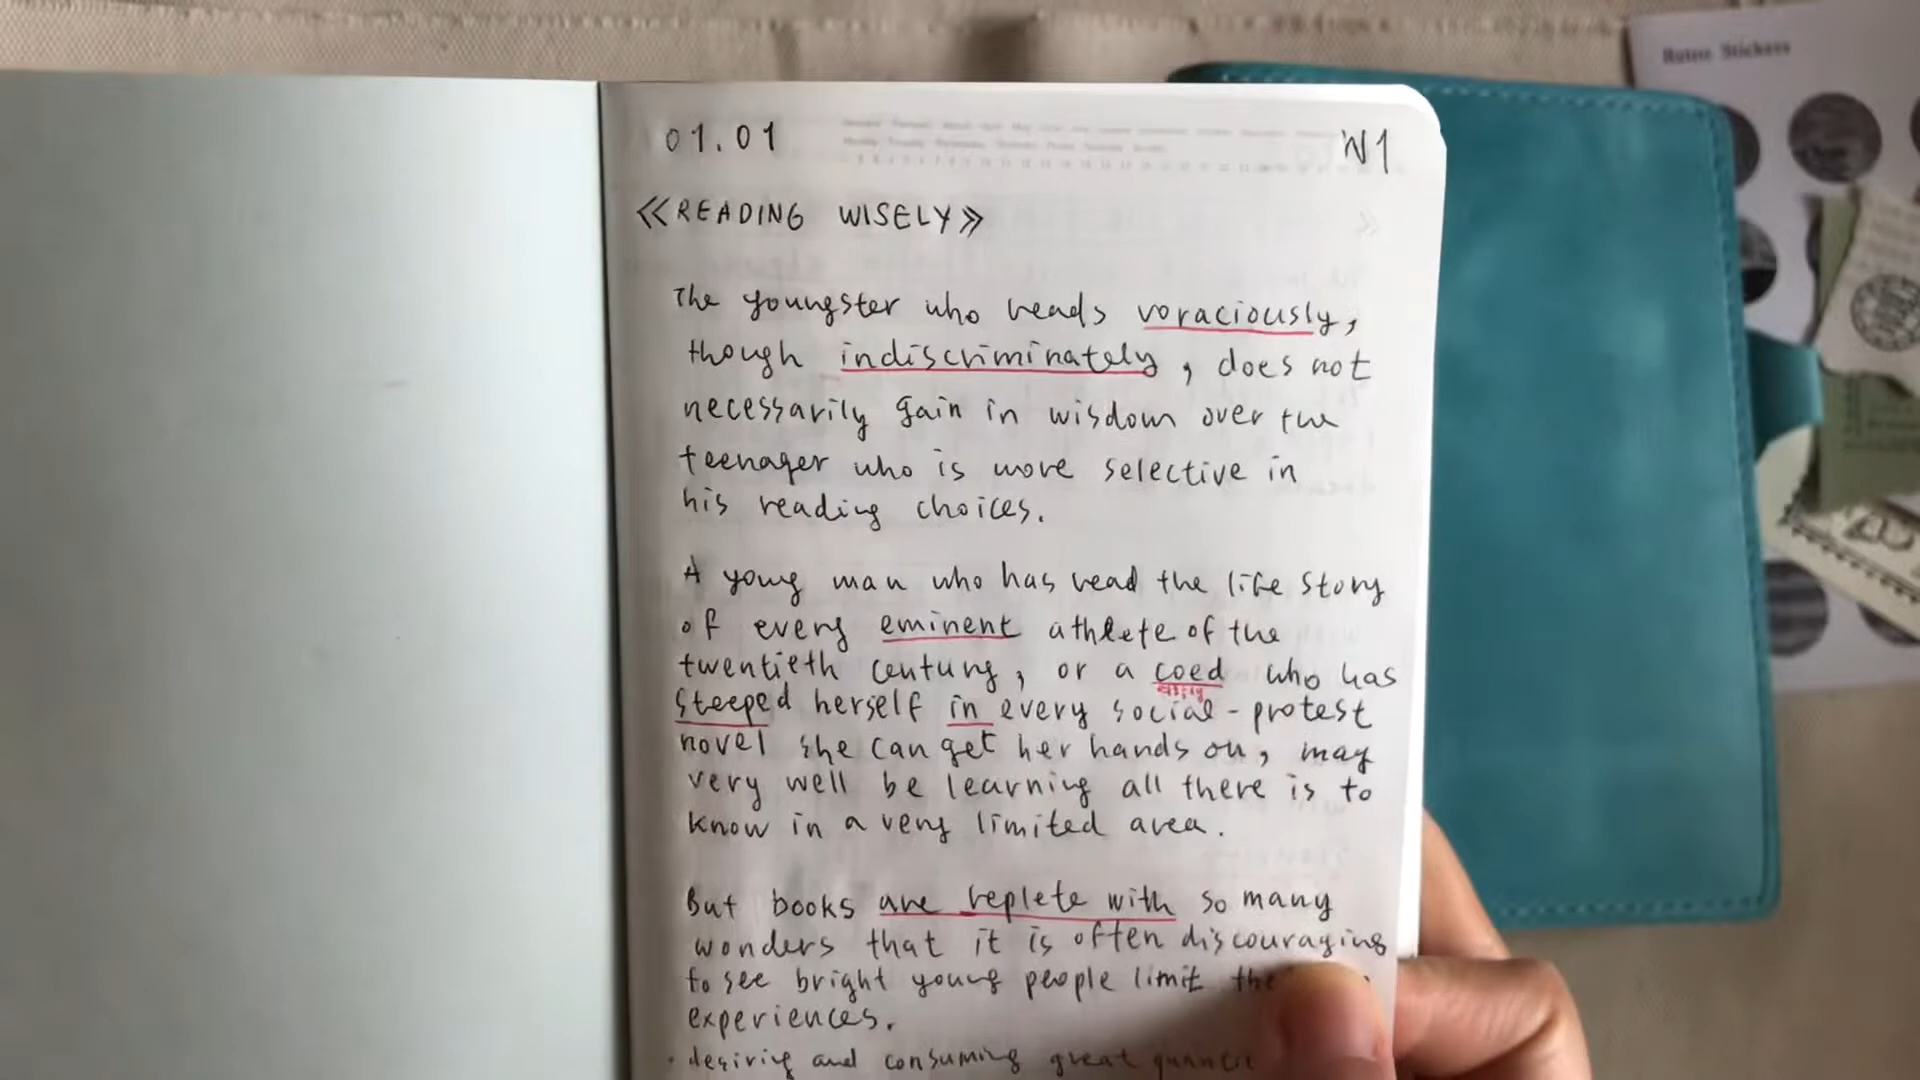 01.01
W1
《READING WISELY》
The youngster who reads voraciously,
though indiscriminately, does not
necessarily gain in wisdom over the
teenager who is more selective in
his reading choices.
A young man who has read the life story
of every eminent athlete of the
twentieth century, or a coed who has
steeped herself in every social-protest
novel she can get her hands on, may
very well be learning all there is to
know in a very limited area.
But books are replete with so many
wonders that it is often discouraging
to see bright young people limit
experiences.
. desiring and consuming great
Retro Stickers